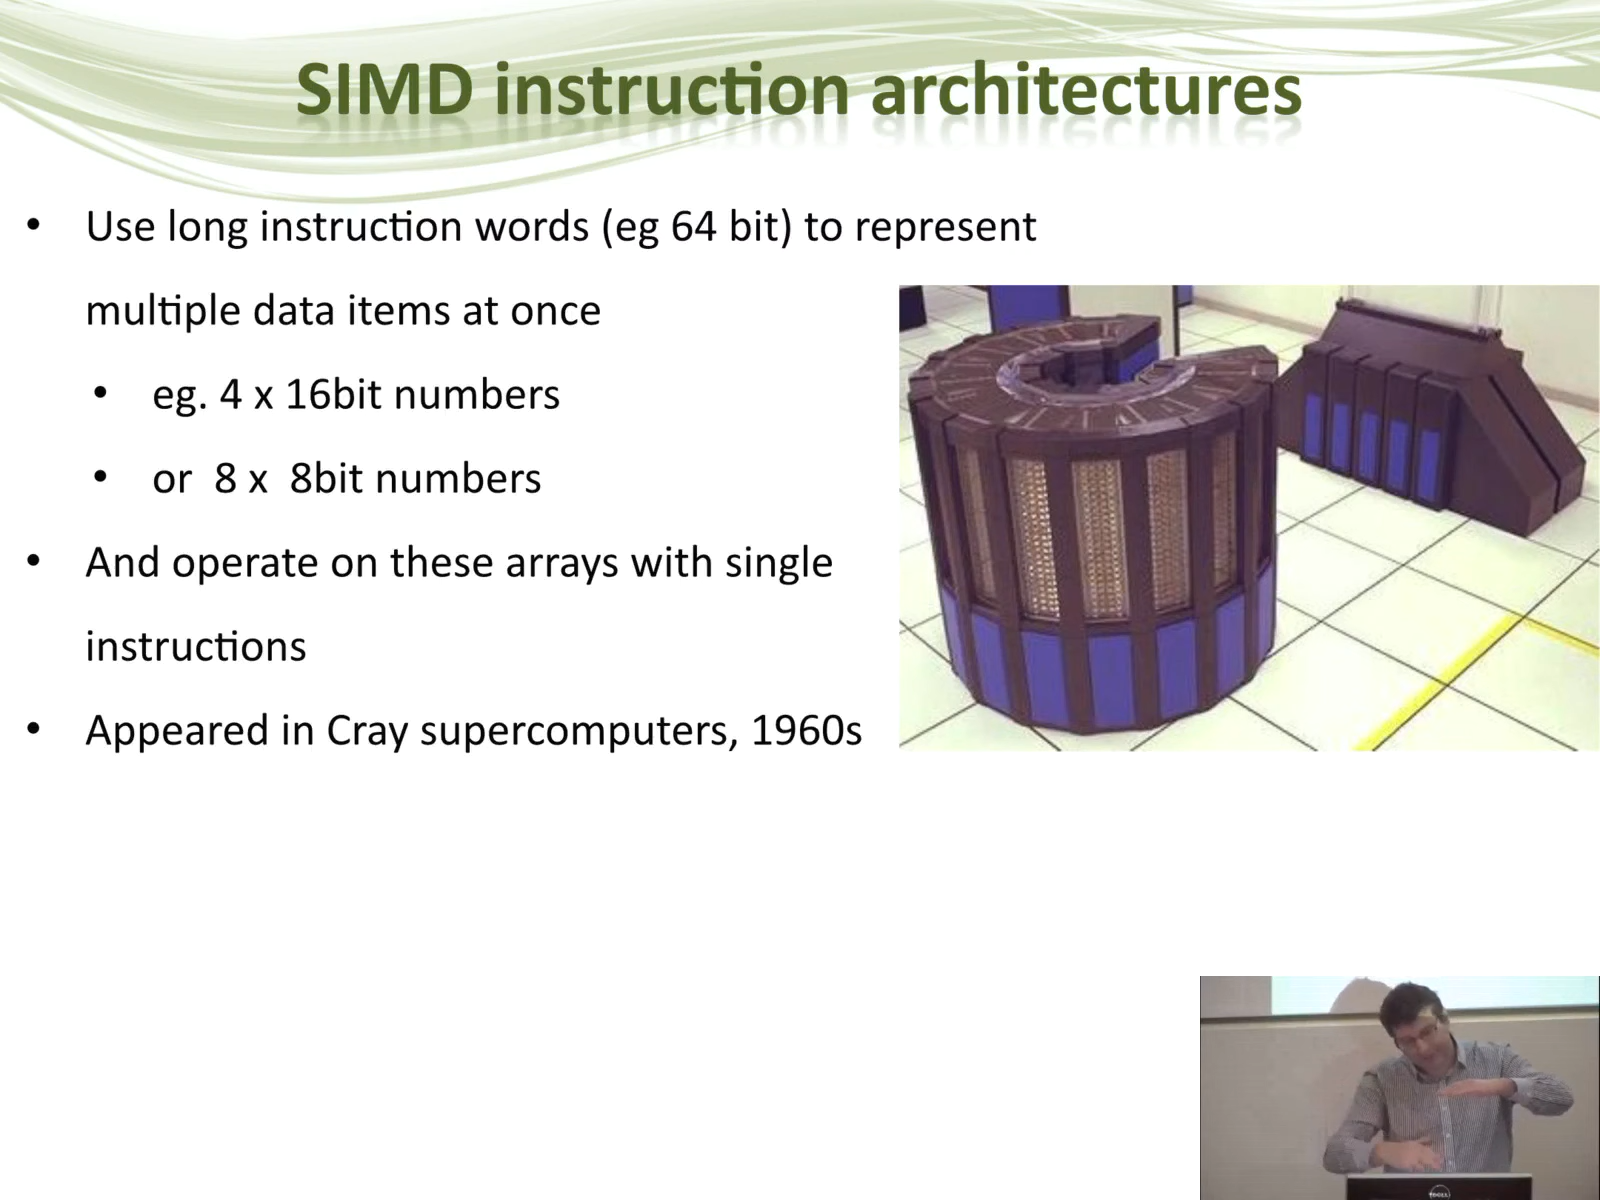 SIMD instruction architectures
• Use long instruction words (eg 64 bit) to represent
multiple data items at once
• eg. 4 x 16bit numbers
• or 8 x 8bit numbers
• And operate on these arrays with single
instructions
• Appeared in Cray supercomputers, 1960s
DELL